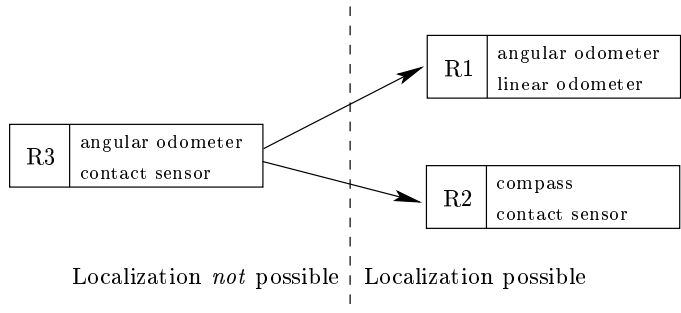 R1
angular odometer
linear odometer
R3
angular odometer
contact sensor
R2
compass
contact sensor
Localization not possible
Localization possible